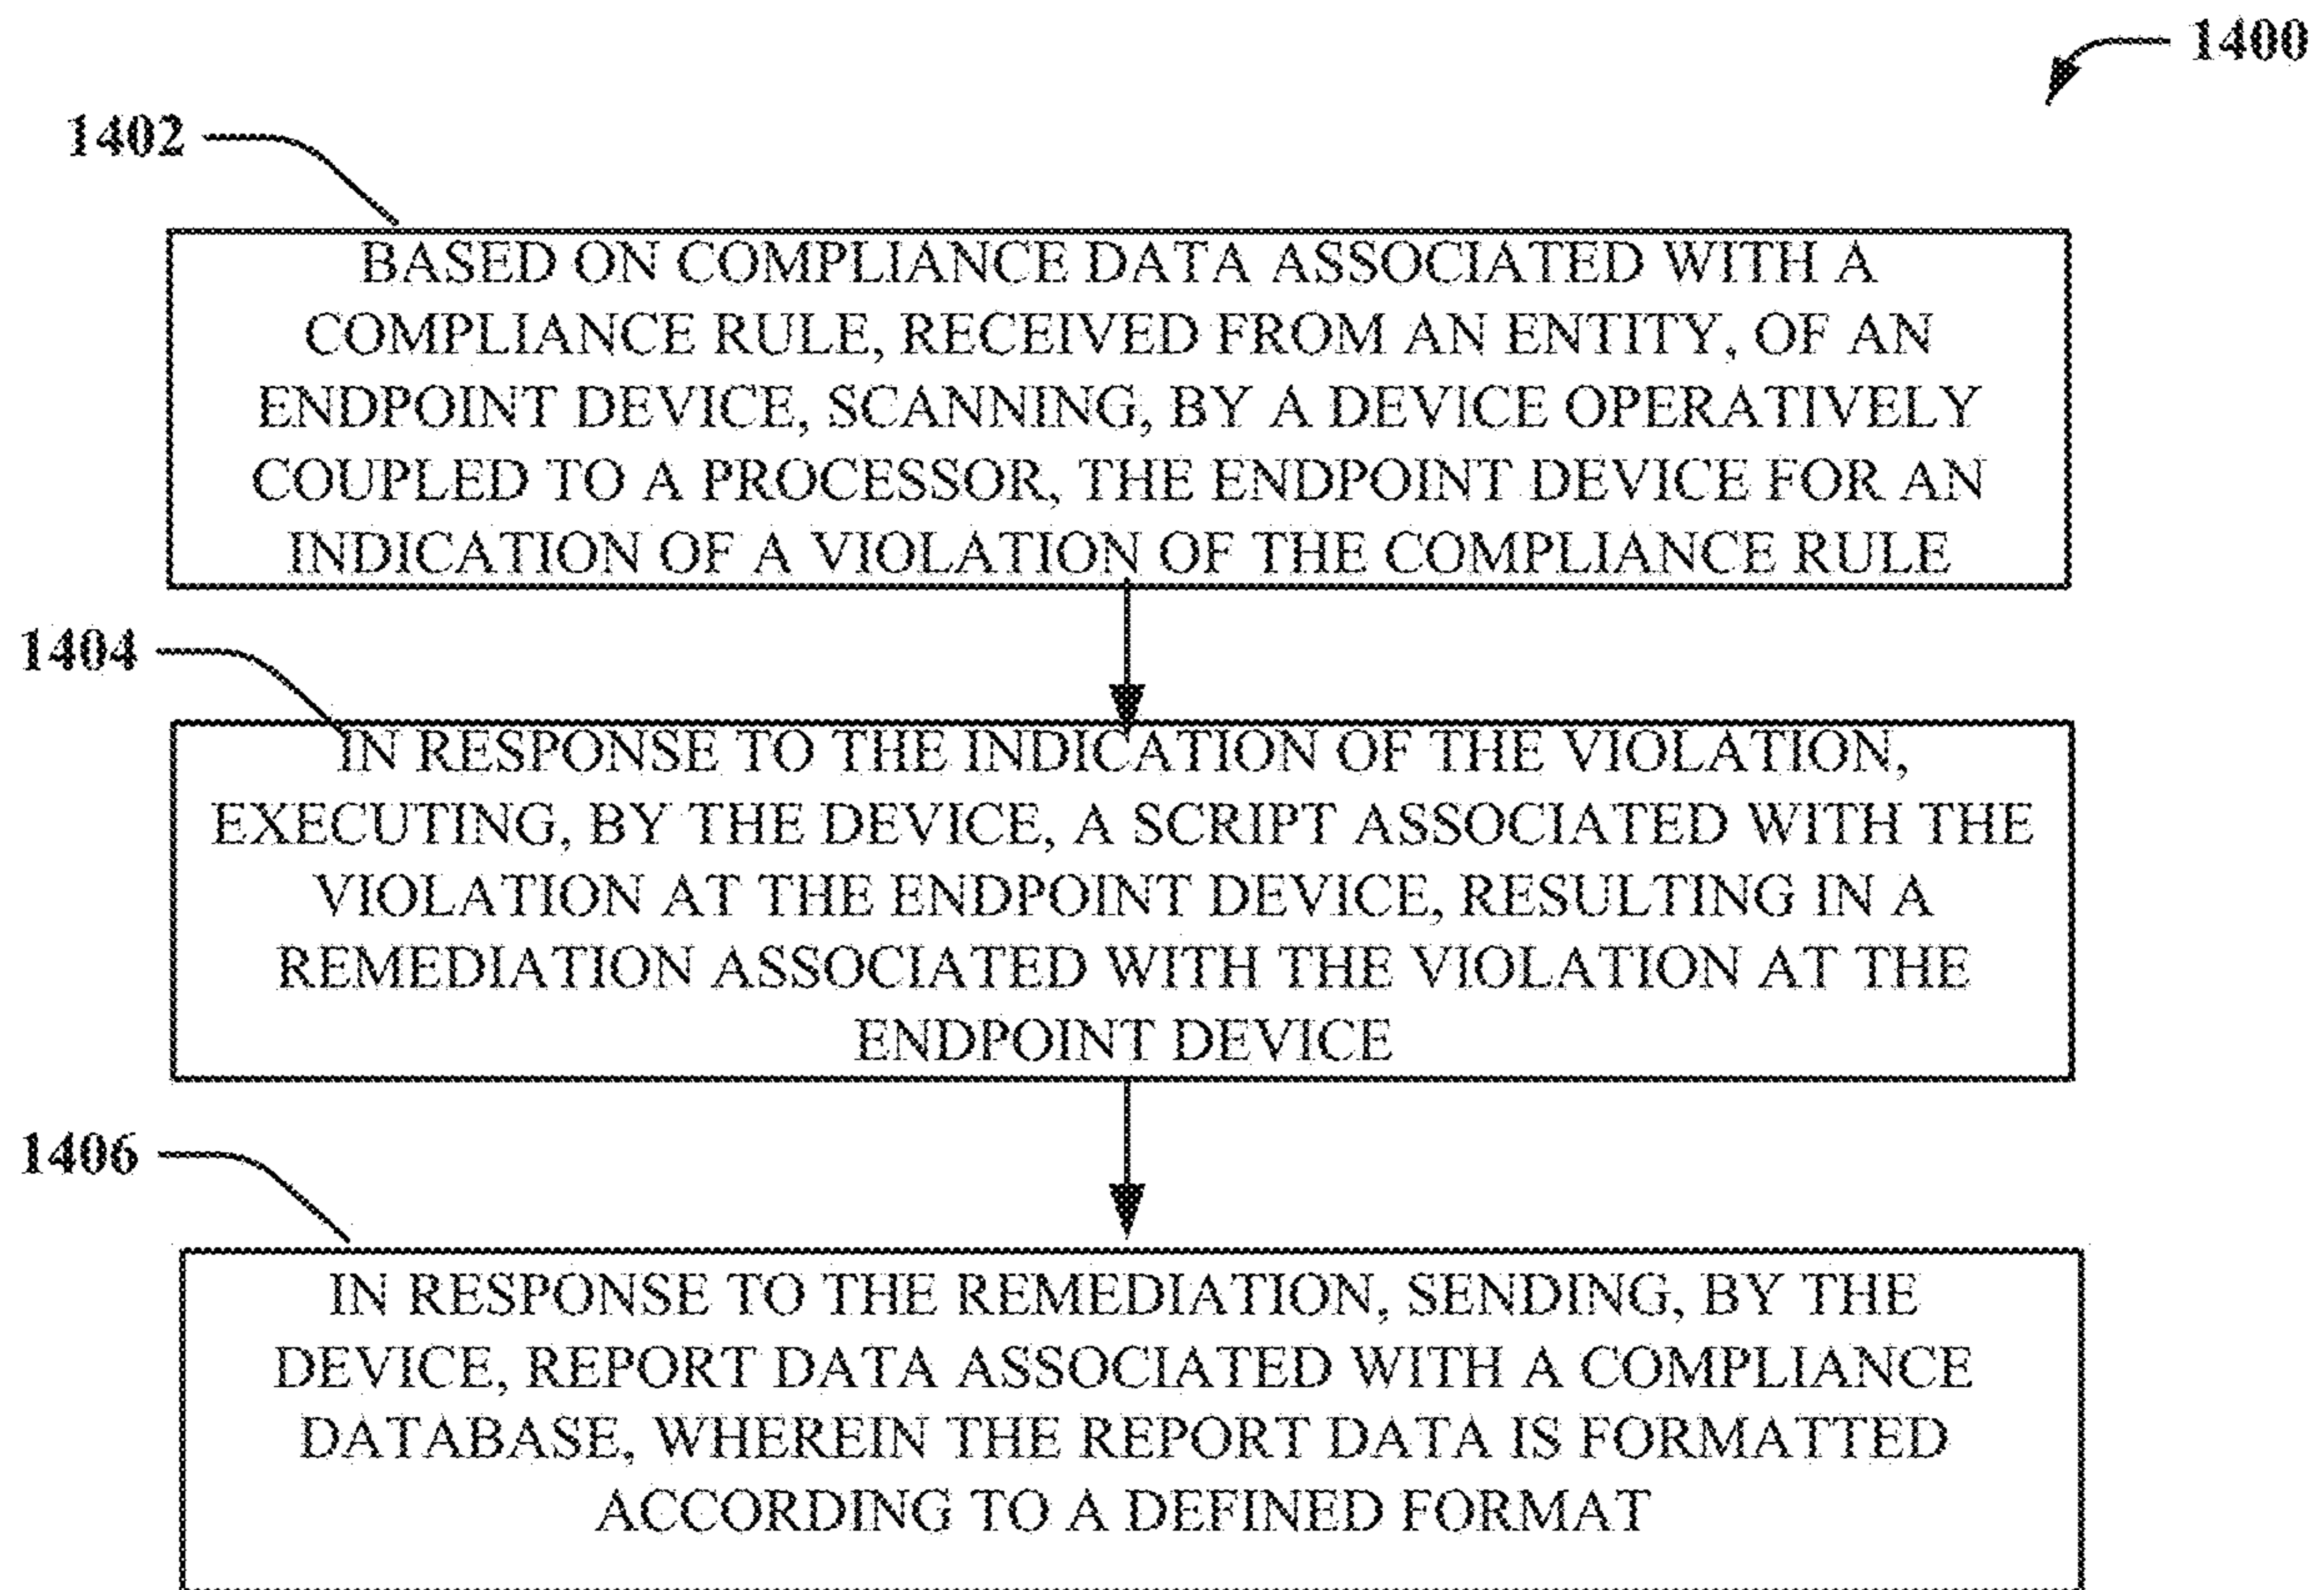 1400
1402
BASED ON COMPLIANCE DATA ASSOCIATED WITH A
COMPLIANCE RULE, RECEIVED FROM AN ENTITY, OF AN
ENDPOINT DEVICE, SCANNING, BY A DEVICE OPERATIVELY
COUPLED TO A PROCESSOR, THE ENDPOINT DEVICE FOR AN
INDICATION OF A VIOLATION OF THE COMPLIANCE RULE
1404
IN RESPONSE TO THE INDICATION OF THE VIOLATION,
EXECUTING, BY THE DEVICE, A SCRIPT ASSOCIATED WITH THE
VIOLATION AT THE ENDPOINT DEVICE, RESULTING IN A
REMEDIATION ASSOCIATED WITH THE VIOLATION AT THE
ENDPOINT DEVICE
1406
IN RESPONSE TO THE REMEDIATION, SENDING, BY THE
DEVICE, REPORT DATA ASSOCIATED WITH A COMPLIANCE
DATABASE, WHEREIN THE REPORT DATA IS FORMATTED
ACCORDING TO A DEFINED FORMAT